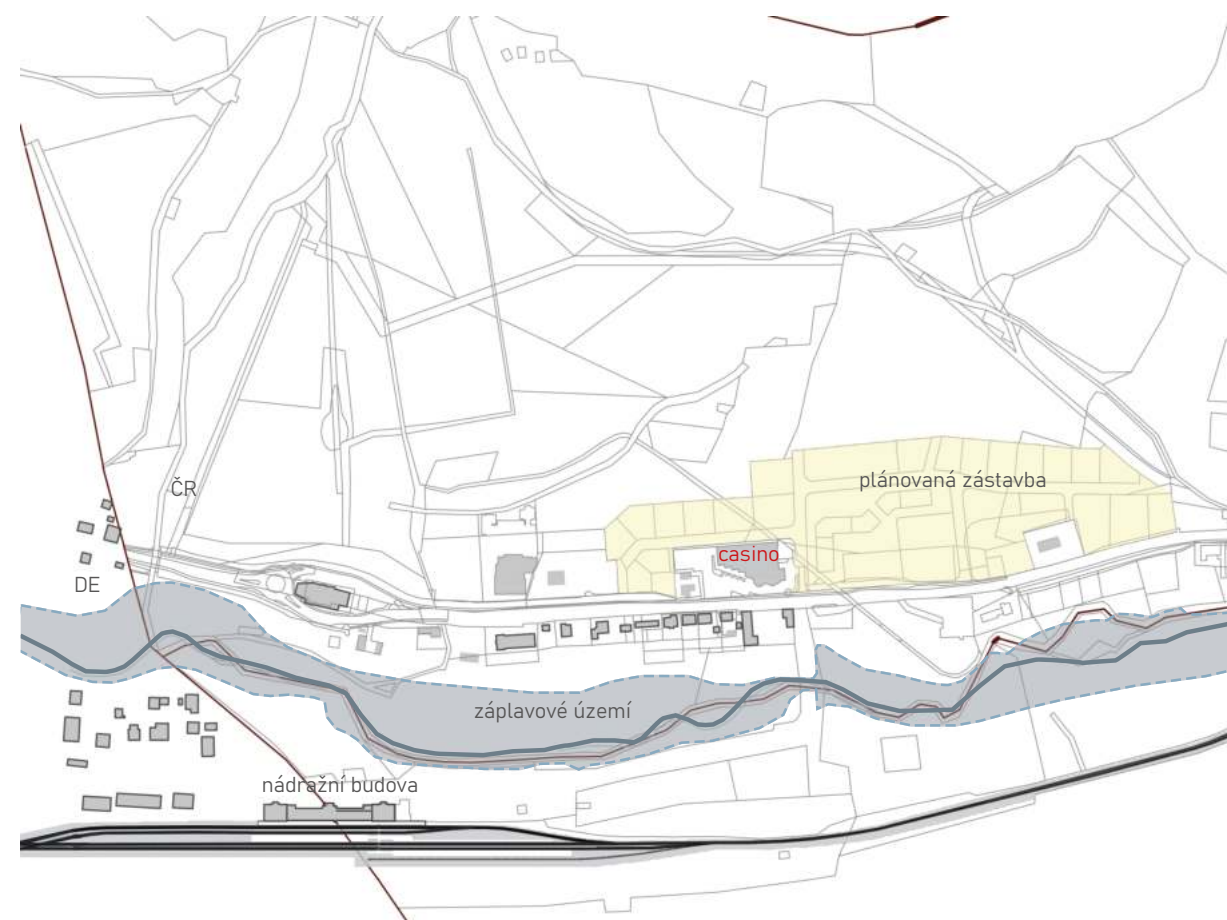 plánovaná zástavba
ČR
casino
DE
záplavové území
nádražní budova